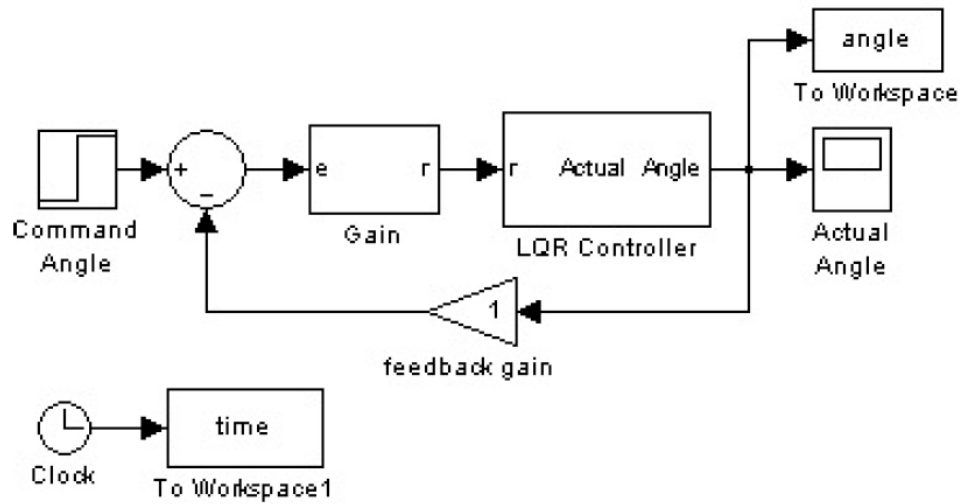 angle
To Workspace
+
−
e r
r Actual Angle
Command
Angle
Gain
LQR Controller
Actual
Angle
1
feedback gain
time
Clock
To Workspace1